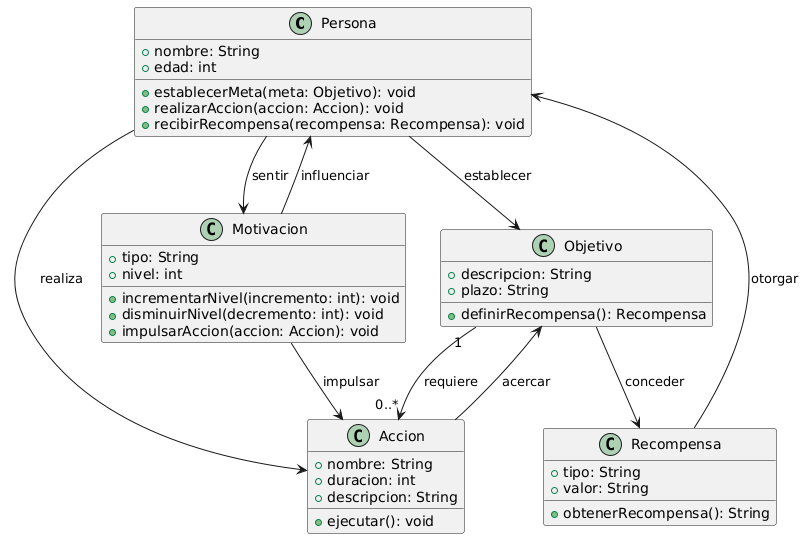 C Persona
nombre: String
edad: int
establecerMeta(meta: Objetivo): void
realizarAccion(accion: Accion): void
recibirRecompensa(recompensa: Recompensa): void
sentir
influenciar
establecer
realiza
otorgar
C Motivacion
tipo: String
nivel: int
incrementarNivel(incremento: int): void
disminuirNivel(decremento: int): void
impulsarAccion(accion: Accion): void
C Objetivo
descripcion: String
plazo: String
definirRecompensa(): Recompensa
1
impulsar
requiere
acercar
conceder
0..*
C Accion
nombre: String
duracion: int
descripcion: String
ejecutar(): void
C Recompensa
tipo: String
valor: String
obtenerRecompensa(): String